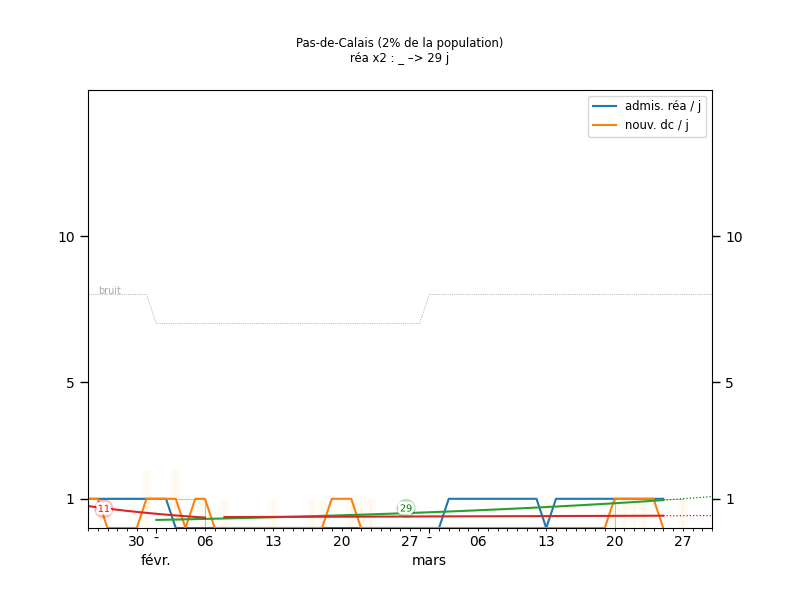 Pas-de-Calais (2% de la population)
réa x2 : _ –> 29 j
admis. réa / j
nouv. dc / j
10 10
bruit
5 5
1 11 29 1
30 - 06 13 20 27 - 06 13 20 27
févr. mars